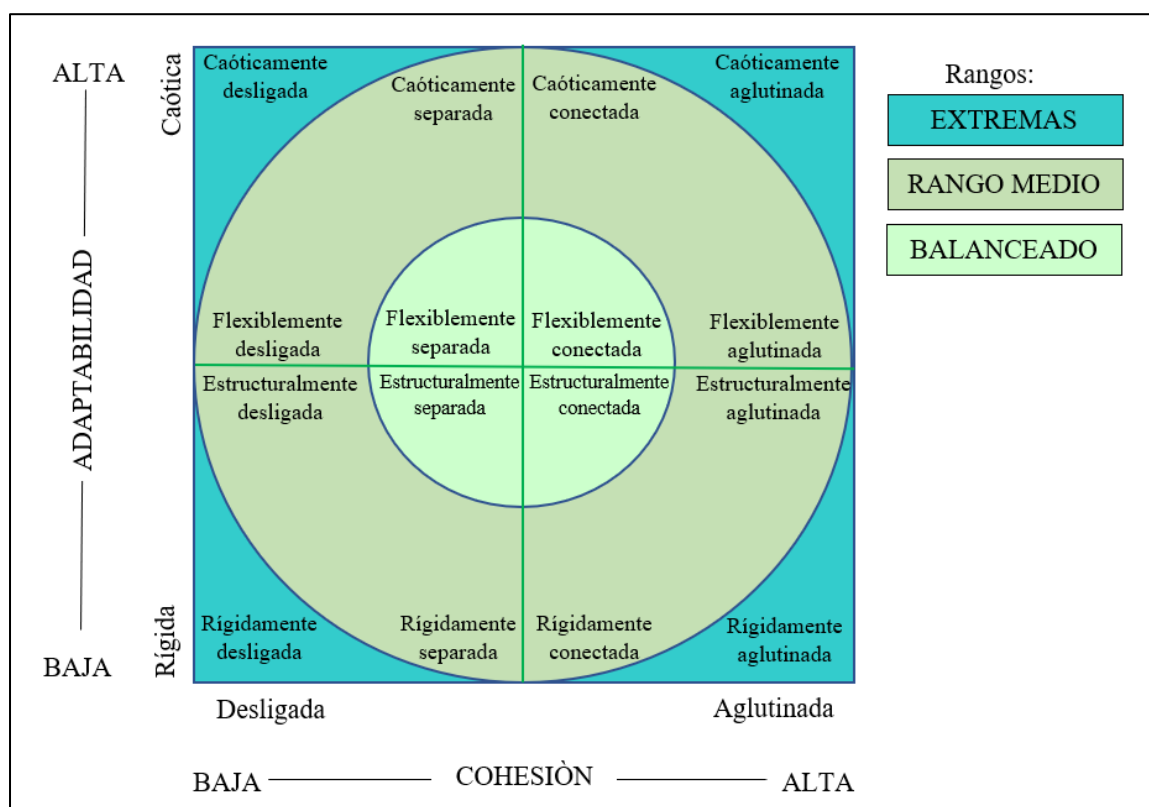 ALTA
ADAPTABILIDAD
BAJA
Caótica
Rígida
Caóticamente
desligada
Caóticamente
separada
Caóticamente
conectada
Caóticamente
aglutinada
Flexiblemente
desligada
Flexiblemente
separada
Flexiblemente
conectada
Flexiblemente
aglutinada
Estructuralmente
desligada
Estructuralmente
separada
Estructuralmente
conectada
Estructuralmente
aglutinada
Rígidamente
desligada
Rígidamente
separada
Rígidamente
conectada
Rígidamente
aglutinada
Desligada
Aglutinada
BAJA
COHESIÒN
ALTA
Rangos:
EXTREMAS
RANGO MEDIO
BALANCEADO